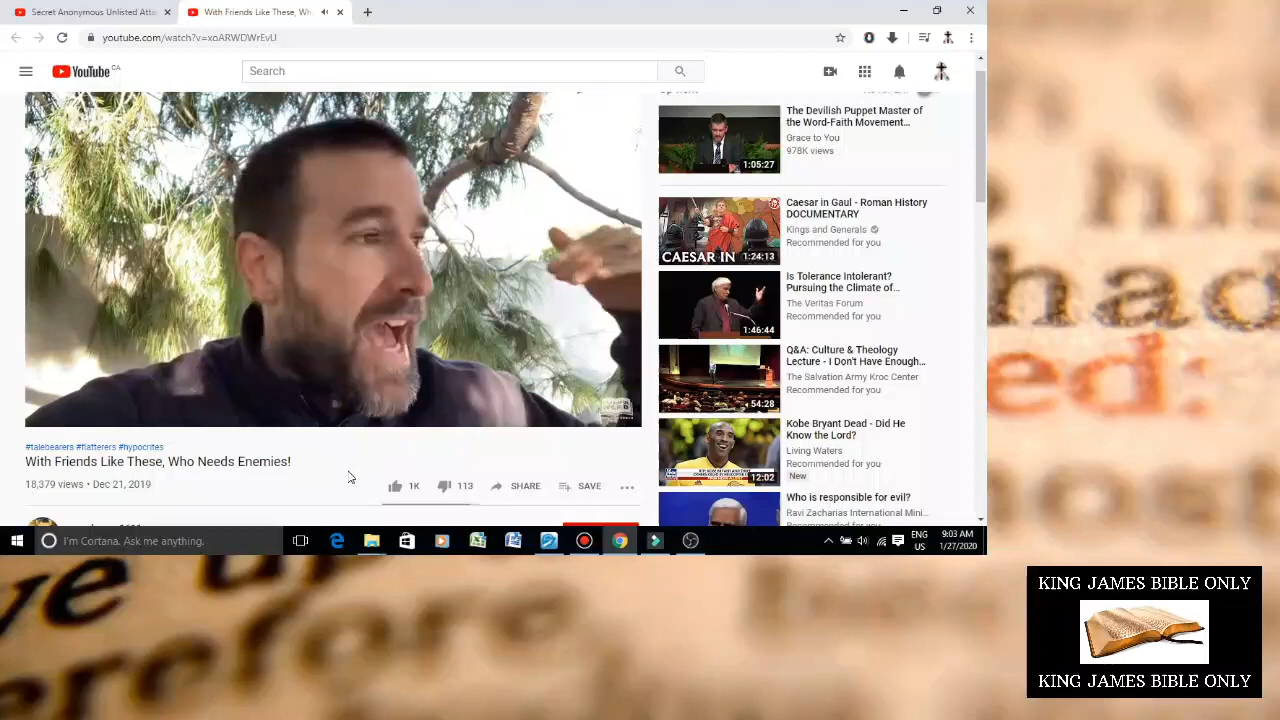 Secret Anonymous Unlisted Atta
With Friends Like These, Wh
youtube.com/watch?v=xoARWDWrEvU
YouTube CA
Search
The Devilish Puppet Master of
the Word-Faith Movement...
Grace to You
978K views
1:05:27
Caesar in Gaul - Roman History
DOCUMENTARY
Kings and Generals
Recommended for you
CAESAR IN
1:24:13
Is Tolerance Intolerant?
Pursuing the Climate of...
The Veritas Forum
Recommended for you
1:46:44
Q&A: Culture & Theology
Lecture - I Don't Have Enough...
The Salvation Army Kroc Center
Recommended for you
54:28
Kobe Bryant Dead - Did He
Know the Lord?
Living Waters
Recommended for you
New
12:02
Who is responsible for evil?
Ravi Zacharias International Mini...
Recommended for you
#talebearers #flatterers #hypocrites
With Friends Like These, Who Needs Enemies!
18,379 views • Dec 21, 2019
1K
113
SHARE
SAVE
I'm Cortana. Ask me anything.
ENG
US
9:03 AM
1/27/2020
his
had
ed:
KING JAMES BIBLE ONLY
KING JAMES BIBLE ONLY